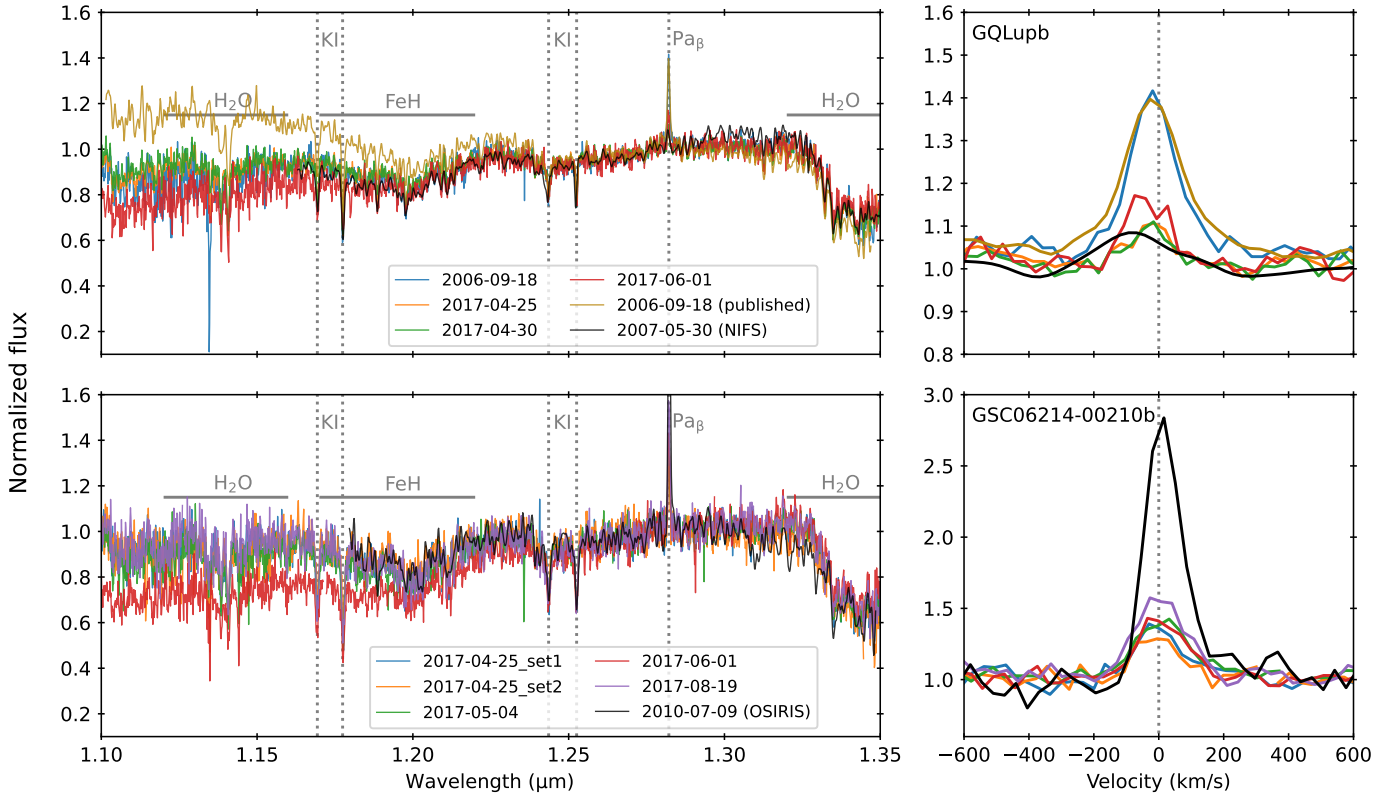 Normalized flux
1.6
1.4
1.2
1.0
0.8
0.6
0.4
0.2
KI
KI
Paβ
H₂O
FeH
H₂O
2006-09-18
2017-04-25
2017-04-30
2017-06-01
2006-09-18 (published)
2007-05-30 (NIFS)
1.6
1.5
1.4
1.3
1.2
1.1
1.0
0.9
0.8
GQLupb
1.6
1.4
1.2
1.0
0.8
0.6
0.4
0.2
KI
KI
Paβ
H₂O
FeH
H₂O
2017-04-25_set1
2017-04-25_set2
2017-05-04
2017-06-01
2017-08-19
2010-07-09 (OSIRIS)
1.10
1.15
1.20
1.25
1.30
1.35
Wavelength (μm)
3.0
2.5
2.0
1.5
1.0
GSC06214-00210b
−600
−400
−200
0
200
400
600
Velocity (km/s)